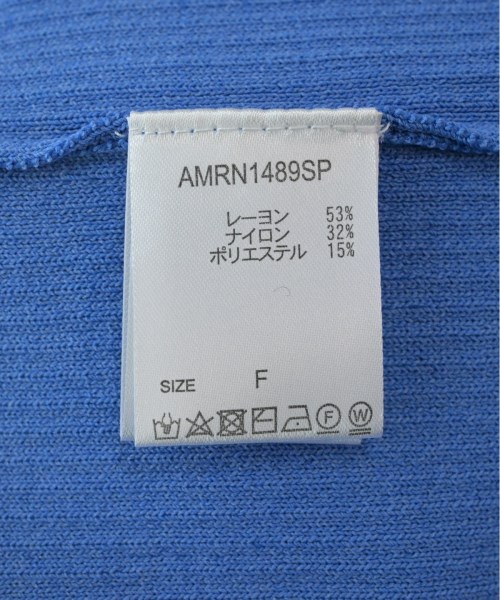 AMRN1489SP
レーヨン 53%
ナイロン 32%
ポリエステル 15%
SIZE F
F W